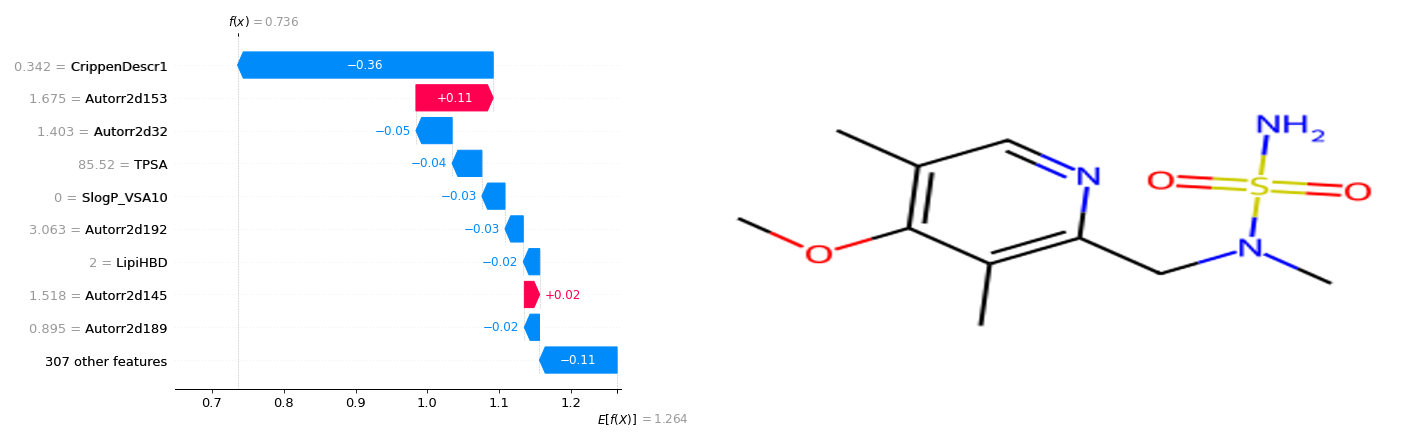 f(x) = 0.736
0.342 = CrippenDescr1
−0.36
1.675 = Autorr2d153
+0.11
1.403 = Autorr2d32
−0.05
85.52 = TPSA
−0.04
0 = SlogP_VSA10
−0.03
3.063 = Autorr2d192
−0.03
2 = LipiHBD
−0.02
1.518 = Autorr2d145
+0.02
0.895 = Autorr2d189
−0.02
307 other features
−0.11
0.7 0.8 0.9 1.0 1.1 1.2
E[f(X)] = 1.264
NH2
N
O
S
O
O
N